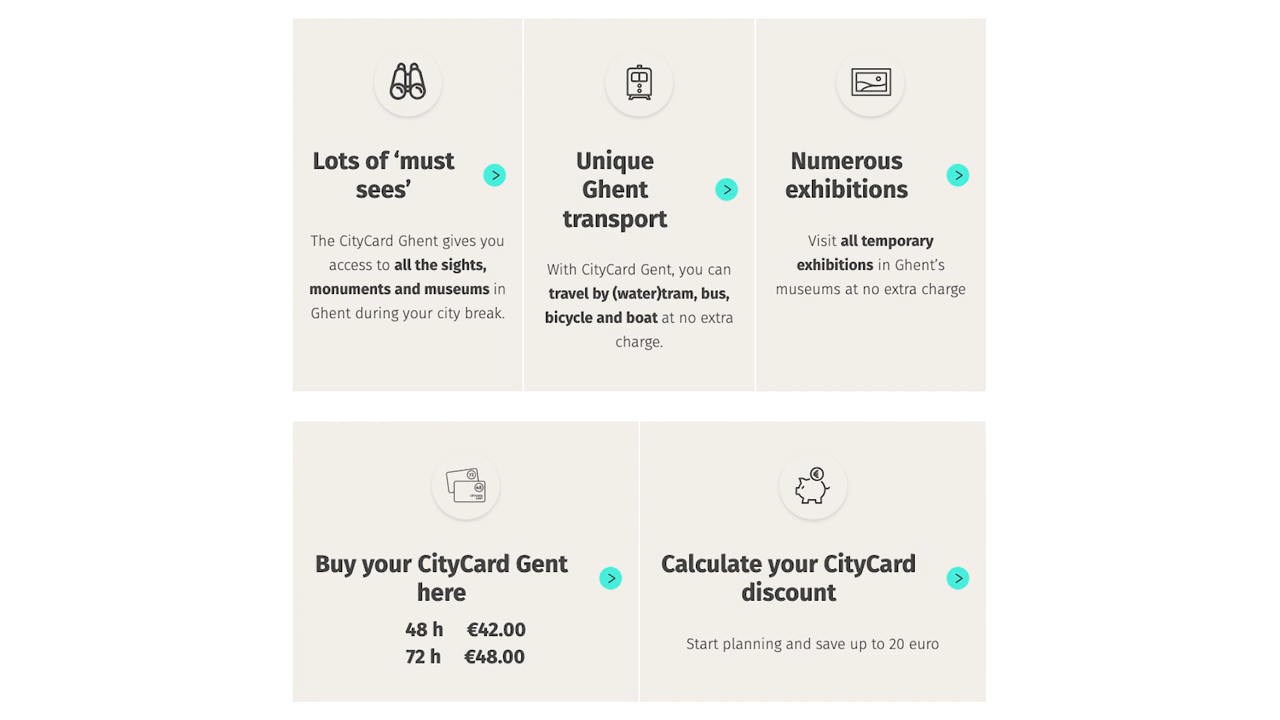 Lots of ‘must
sees’
The CityCard Ghent gives you
access to all the sights,
monuments and museums in
Ghent during your city break.
Unique
Ghent
transport
With CityCard Gent, you can
travel by (water)tram, bus,
bicycle and boat at no extra
charge.
Numerous
exhibitions
Visit all temporary
exhibitions in Ghent’s
museums at no extra charge
Buy your CityCard Gent
here
48 h €42.00
72 h €48.00
Calculate your CityCard
discount
Start planning and save up to 20 euro